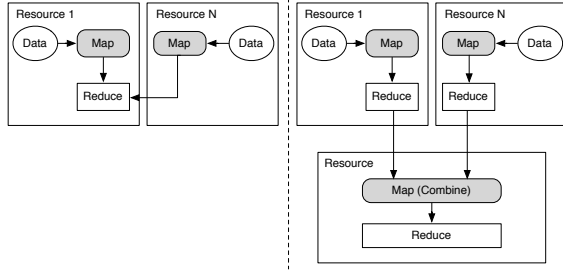 Resource 1
Resource N
Data
Map
Map
Data
Reduce
Resource 1
Resource N
Data
Map
Map
Data
Reduce
Reduce
Resource
Map (Combine)
Reduce